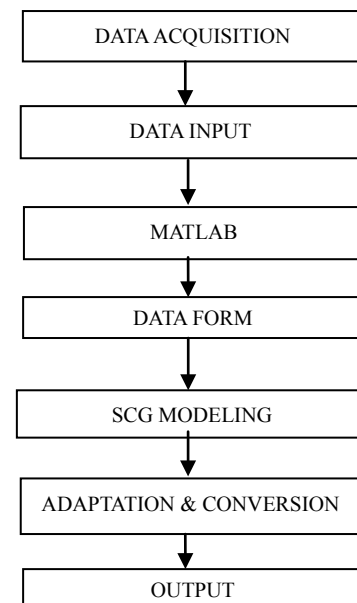 DATA ACQUISITION
DATA INPUT
MATLAB
DATA FORM
SCG MODELING
ADAPTATION & CONVERSION
OUTPUT